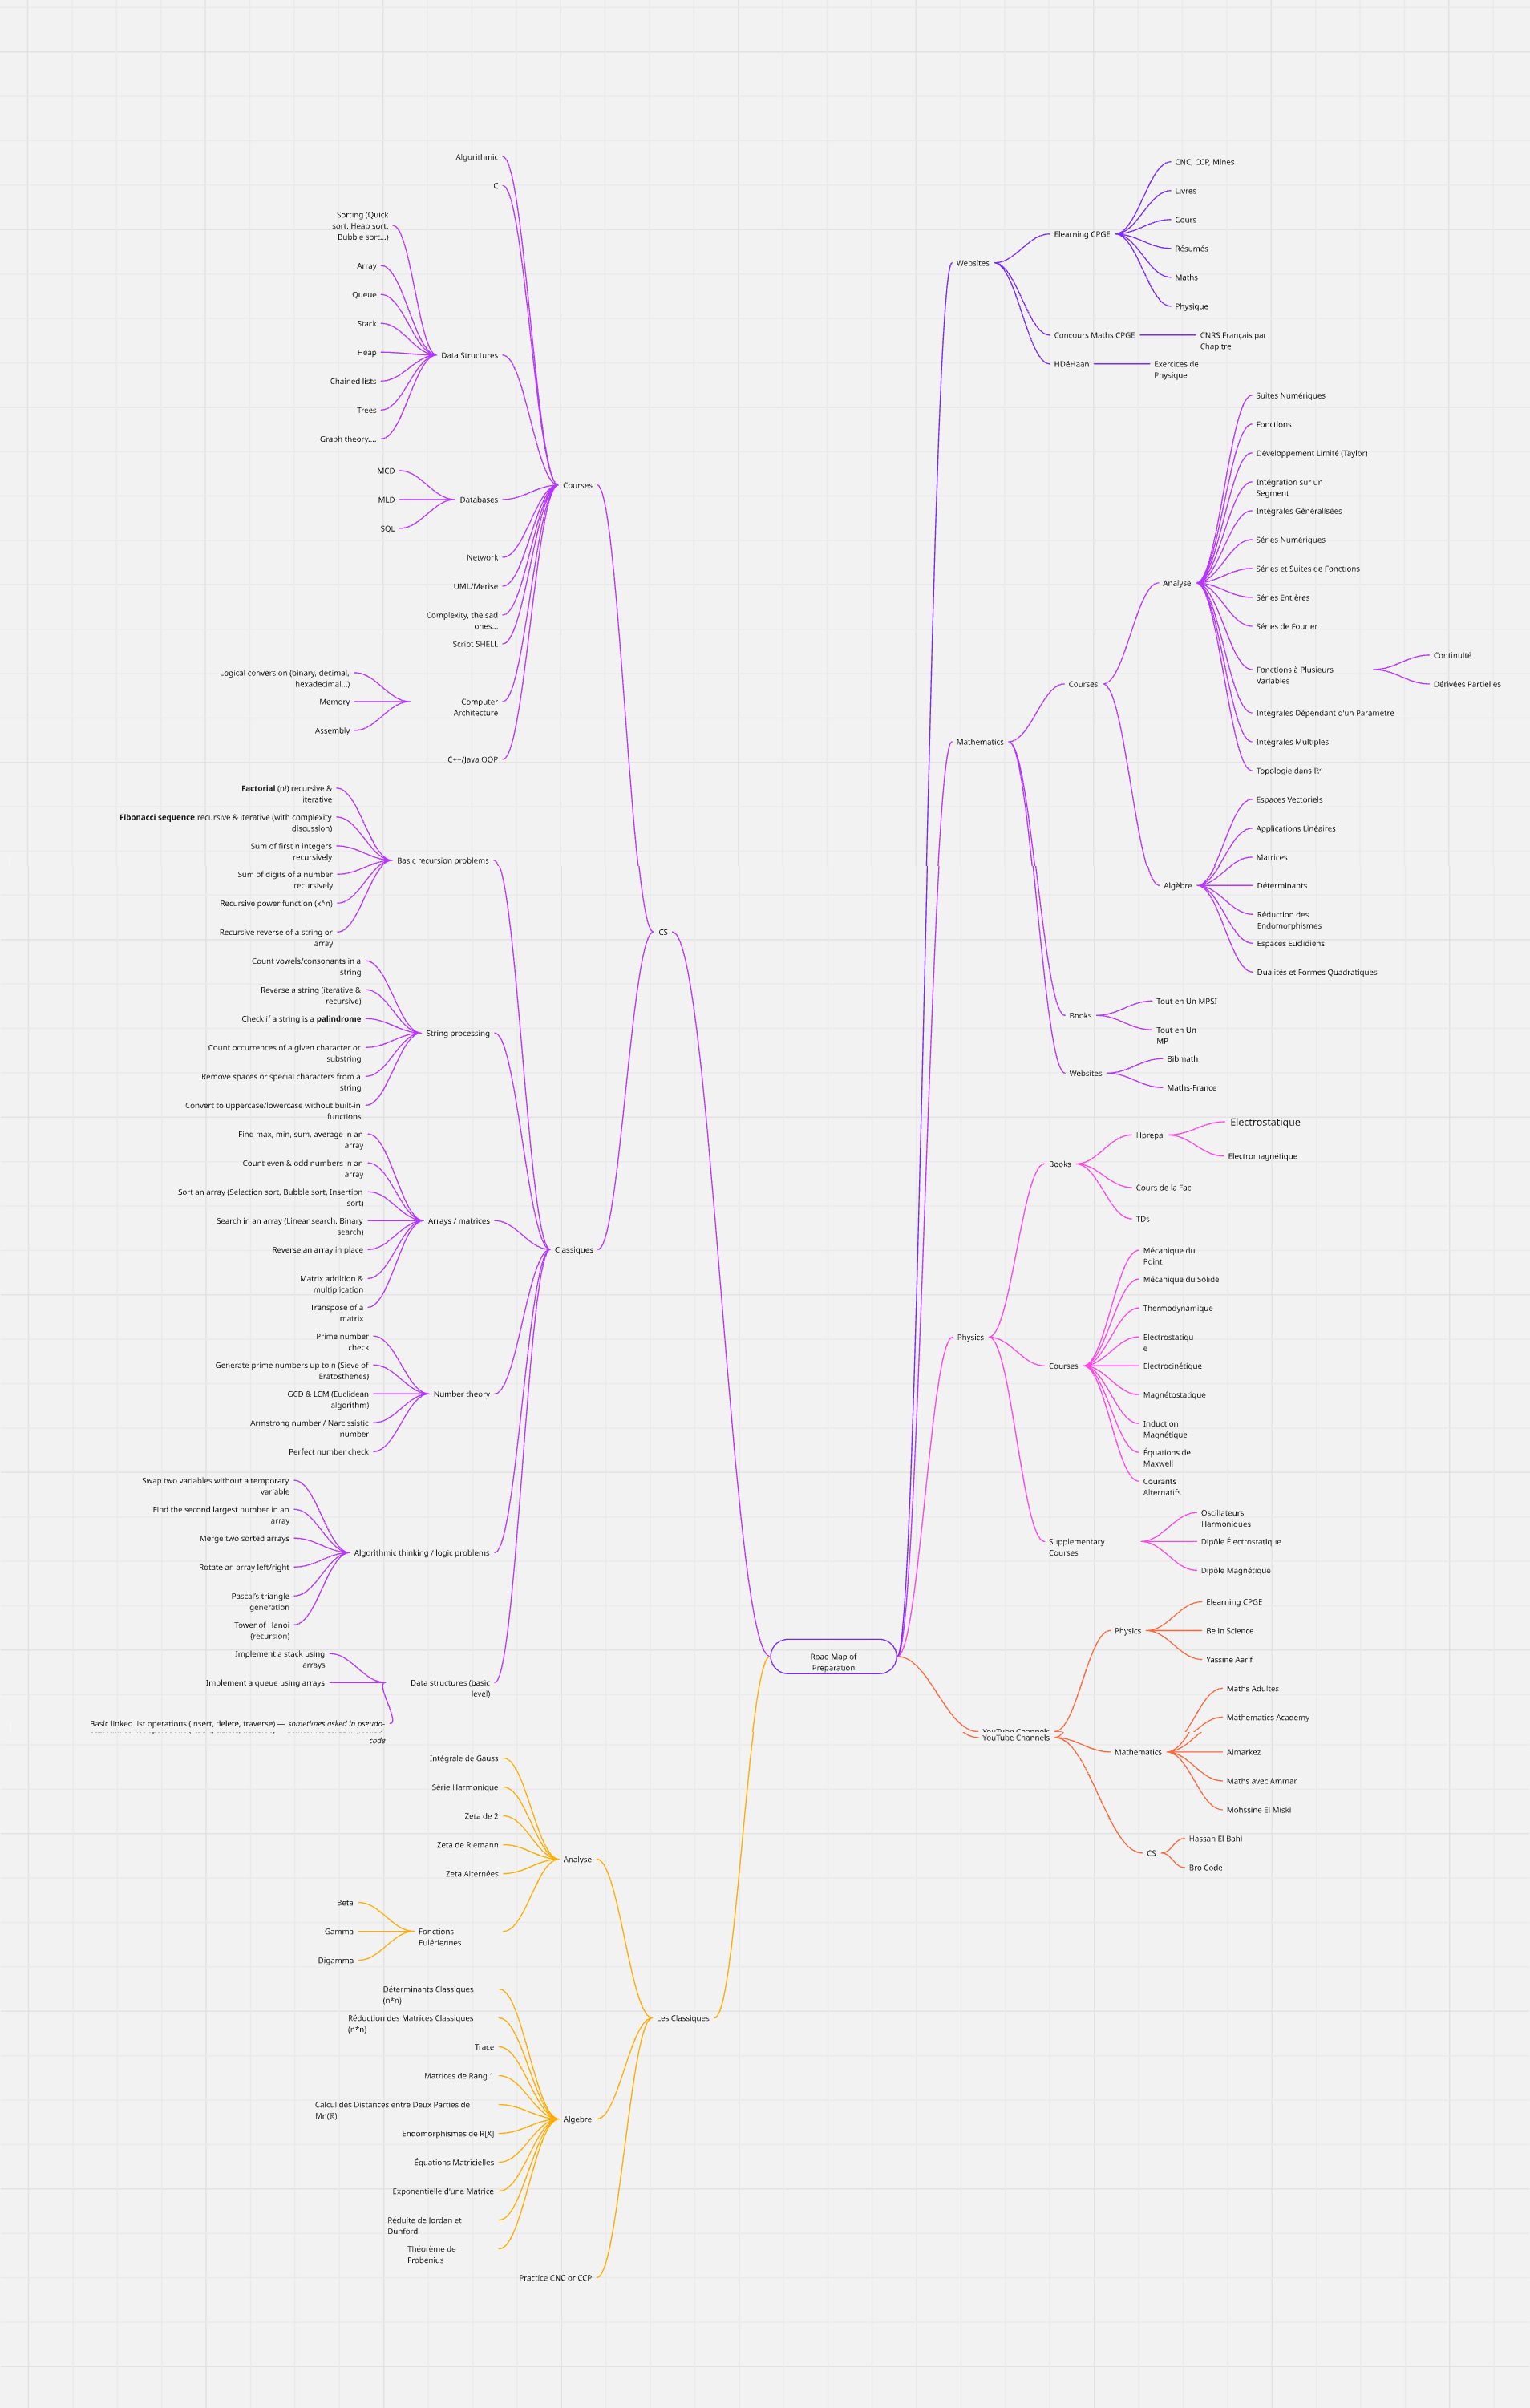 Road Map of
Preparation
CS
Courses
Algorithmic
C
Data Structures
Sorting (Quick
sort, Heap sort,
Bubble sort...)
Array
Queue
Stack
Heap
Chained lists
Trees
Graph theory....
Databases
MCD
MLD
SQL
Network
UML/Merise
Complexity, the sad
ones...
Script SHELL
Computer
Architecture
Logical conversion (binary, decimal,
hexadecimal...)
Memory
Assembly
C++/Java OOP
Classiques
Basic recursion problems
Factorial (n!) recursive &
iterative
Fibonacci sequence recursive & iterative (with complexity
discussion)
Sum of first n integers
recursively
Sum of digits of a number
recursively
Recursive power function (x^n)
Recursive reverse of a string or
array
String processing
Count vowels/consonants in a
string
Reverse a string (iterative &
recursive)
Check if a string is a palindrome
Count occurrences of a given character or
substring
Remove spaces or special characters from a
string
Convert to uppercase/lowercase without built-in
functions
Arrays / matrices
Find max, min, sum, average in an
array
Count even & odd numbers in an
array
Sort an array (Selection sort, Bubble sort, Insertion
sort)
Search in an array (Linear search, Binary
search)
Reverse an array in place
Matrix addition &
multiplication
Transpose of a
matrix
Number theory
Prime number
check
Generate prime numbers up to n (Sieve of
Eratosthenes)
GCD & LCM (Euclidean
algorithm)
Armstrong number / Narcissistic
number
Perfect number check
Algorithmic thinking / logic problems
Swap two variables without a temporary
variable
Find the second largest number in an
array
Merge two sorted arrays
Rotate an array left/right
Pascal's triangle
generation
Tower of Hanoi
(recursion)
Data structures (basic
level)
Implement a stack using
arrays
Implement a queue using arrays
Basic linked list operations (insert, delete, traverse) — sometimes asked in pseudo-
code
Les Classiques
Analyse
Intégrale de Gauss
Série Harmonique
Zeta de 2
Zeta de Riemann
Zeta Alternées
Fonctions
Eulériennes
Beta
Gamma
Digamma
Algebre
Déterminants Classiques
(n*n)
Réduction des Matrices Classiques
(n*n)
Trace
Matrices de Rang 1
Calcul des Distances entre Deux Parties de
Mn(ℝ)
Endomorphismes de R[X]
Équations Matricielles
Exponentielle d'une Matrice
Réduite de Jordan et
Dunford
Théorème de
Frobenius
Practice CNC or CCP
Websites
Elearning CPGE
CNC, CCP, Mines
Livres
Cours
Résumés
Maths
Physique
Concours Maths CPGE
CNRS Français par
Chapitre
HDéHaan
Exercices de
Physique
Mathematics
Courses
Analyse
Suites Numériques
Fonctions
Développement Limité (Taylor)
Intégration sur un
Segment
Intégrales Généralisées
Séries Numériques
Séries et Suites de Fonctions
Séries Entières
Séries de Fourier
Fonctions à Plusieurs
Variables
Continuité
Dérivées Partielles
Intégrales Dépendant d'un Paramètre
Intégrales Multiples
Topologie dans Rⁿ
Algèbre
Espaces Vectoriels
Applications Linéaires
Matrices
Déterminants
Réduction des
Endomorphismes
Espaces Euclidiens
Dualités et Formes Quadratiques
Books
Tout en Un MPSI
Tout en Un
MP
Websites
Bibmath
Maths-France
Physics
Books
Hprepa
Electrostatique
Electromagnétique
Cours de la Fac
TDs
Courses
Mécanique du
Point
Mécanique du Solide
Thermodynamique
Electrostatiqu
e
Electrocinétique
Magnétostatique
Induction
Magnétique
Équations de
Maxwell
Courants
Alternatifs
Supplementary
Courses
Oscillateurs
Harmoniques
Dipôle Électrostatique
Dipôle Magnétique
YouTube Channels
YouTube Channels
Physics
Elearning CPGE
Be in Science
Yassine Aarif
Mathematics
Maths Adultes
Mathematics Academy
Almarkez
Maths avec Ammar
Mohssine El Miski
CS
Hassan El Bahi
Bro Code